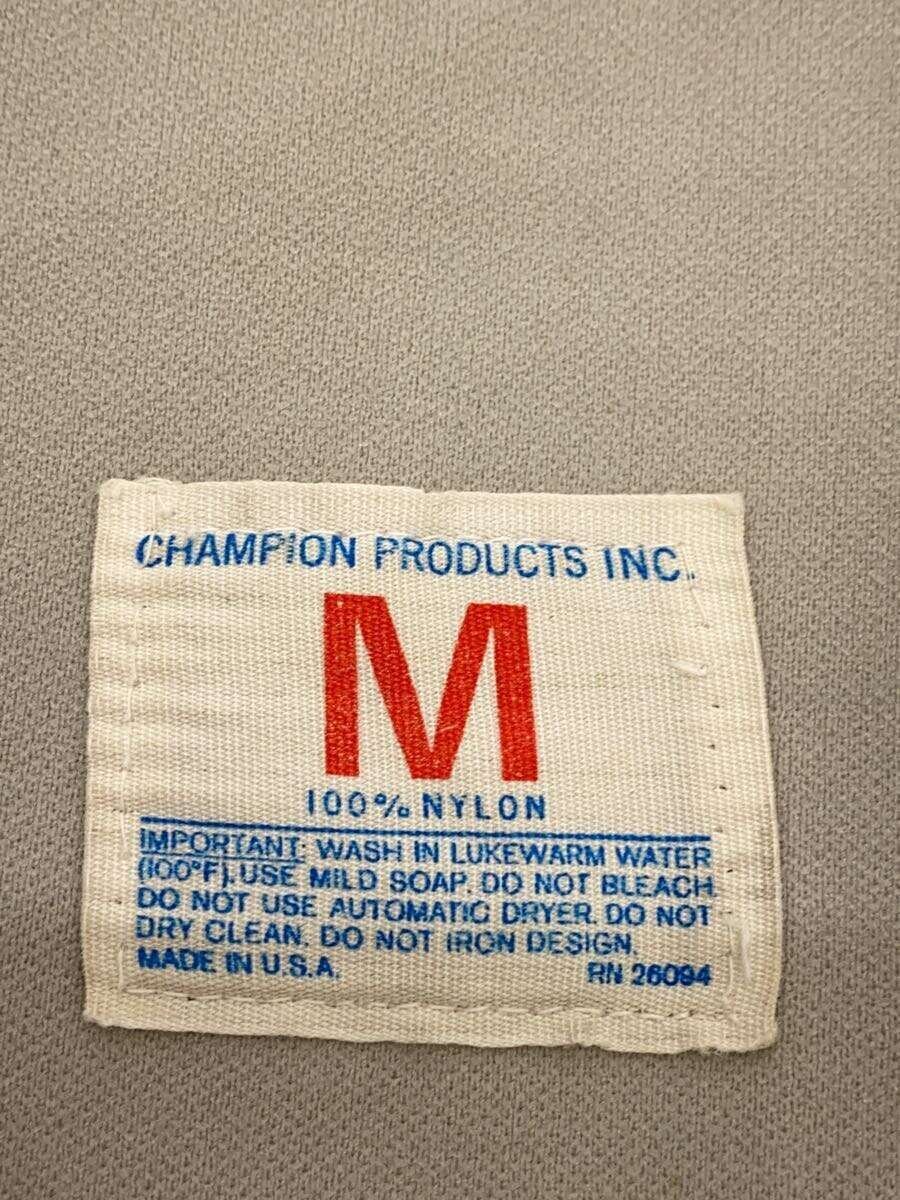 CHAMPION PRODUCTS INC.
M
100% NYLON
IMPORTANT: WASH IN LUKEWARM WATER
(100°F). USE MILD SOAP. DO NOT BLEACH.
DO NOT USE AUTOMATIC DRYER. DO NOT
DRY CLEAN. DO NOT IRON DESIGN.
MADE IN U.S.A. RN 26094